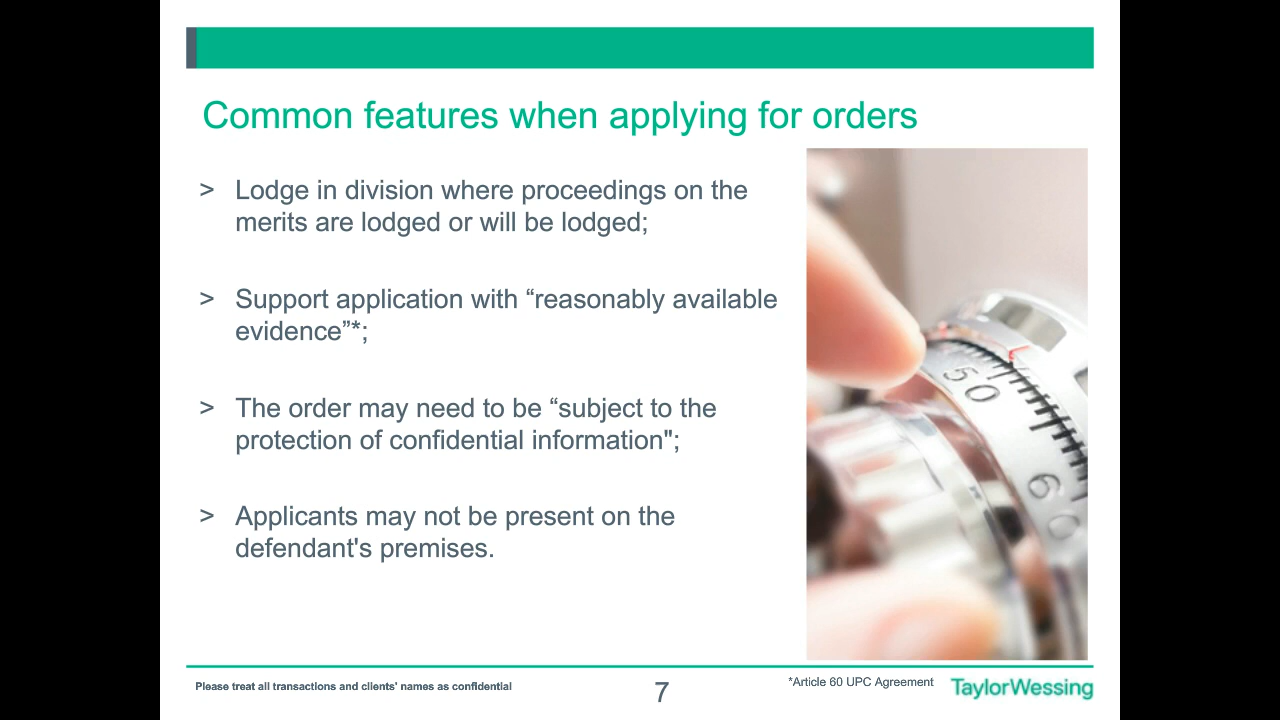 Common features when applying for orders
> Lodge in division where proceedings on the
merits are lodged or will be lodged;
> Support application with “reasonably available
evidence”*;
> The order may need to be “subject to the
protection of confidential information";
> Applicants may not be present on the
defendant's premises.
50
60
Please treat all transactions and clients' names as confidential
7
*Article 60 UPC Agreement
TaylorWessing